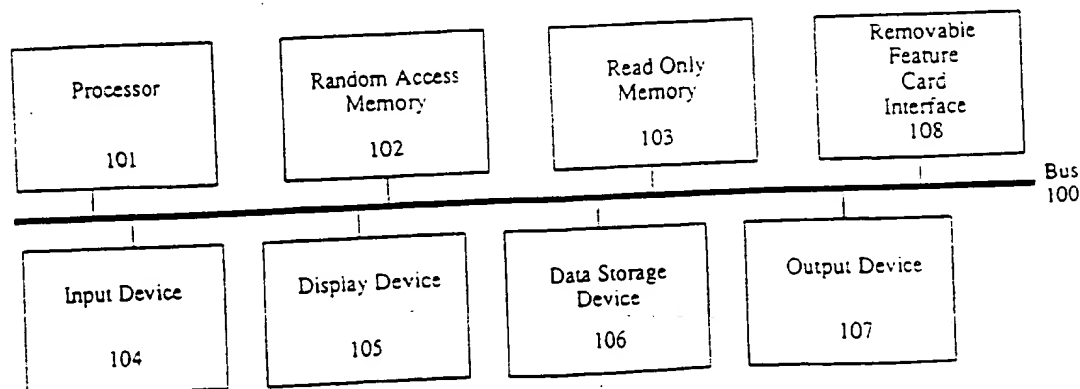 Processor
101
Random Access
Memory
102
Read Only
Memory
103
Removable
Feature
Card
Interface
108
Bus
100
Input Device
104
Display Device
105
Data Storage
Device
106
Output Device
107